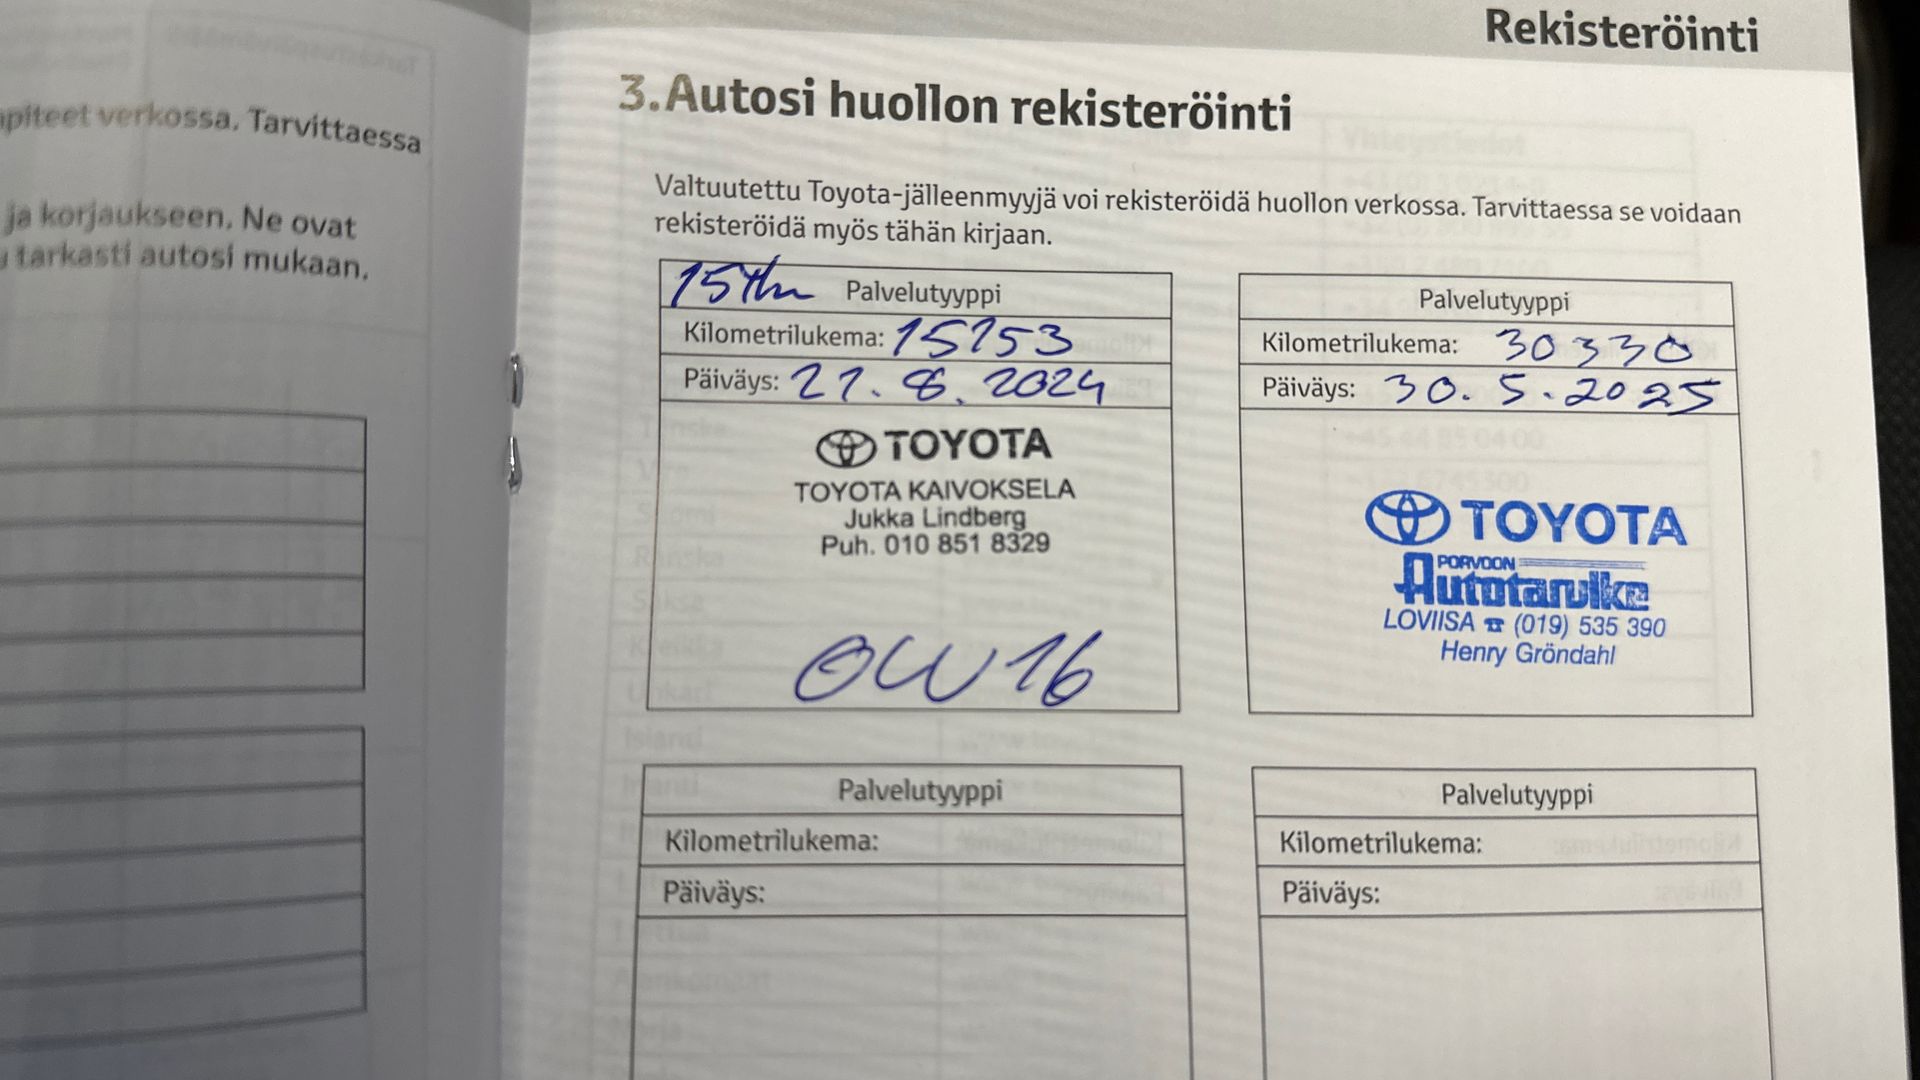 piteet verkossa. Tarvittaessa
ja korjaukseen. Ne ovat
tarkasti autosi mukaan.
Rekisteröinti
3. Autosi huollon rekisteröinti
Valtuutettu Toyota-jälleenmyyjä voi rekisteröidä huollon verkossa. Tarvittaessa se voidaan
rekisteröidä myös tähän kirjaan.
15thn Palvelutyyppi
Kilometrilukema: 15153
Päiväys: 21.8.2024
TOYOTA
TOYOTA KAIVOKSELA
Jukka Lindberg
Puh. 010 851 8329
OW16
Palvelutyyppi
Kilometrilukema: 30330
Päiväys: 30.5.2025
TOYOTA
PORVOON
Autotarvike
LOVIISA ☎ (019) 535 390
Henry Gröndahl
Palvelutyyppi
Kilometrilukema:
Päiväys:
Palvelutyyppi
Kilometrilukema:
Päiväys: